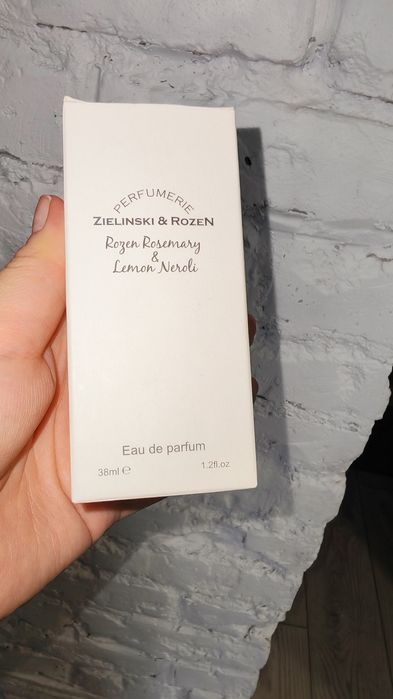 PERFUMERIE
ZIELINSKI & ROZEN
Rozen Rosemary
&
Lemon Neroli
Eau de parfum
38ml ℮ 1.2fl.oz